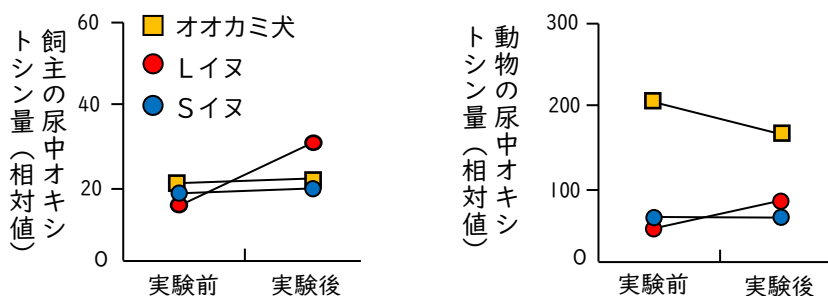 飼主の尿中オキシ
トシン量（相対値）
60
40
20
0
オオカミ犬
Lイヌ
Sイヌ
実験前
実験後
動物の尿中オキシ
トシン量（相対値）
300
200
100
0
実験前
実験後